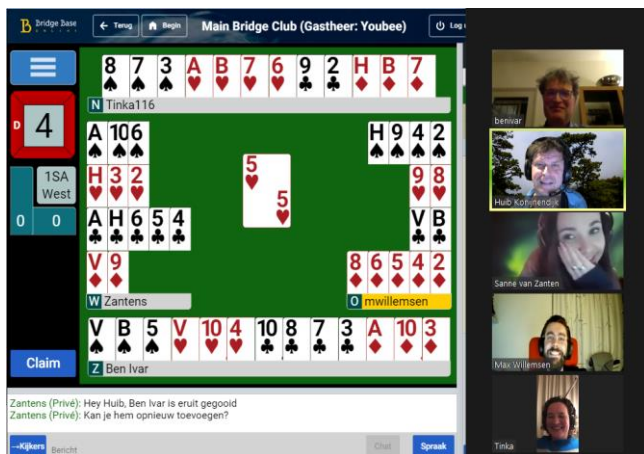 Bridge Base
ONLINE
← Terug
Begin
Main Bridge Club (Gastheer: Youbee)
Log
8 7 3 A B 7 6 9 2 H B 7
N Tinka116
A 10 6
H 9 4 2
D 4
H 3 2
5
5
9 8
1SA
West
0 0
A H 6 5 4
V B
V 9
8 6 5 4 2
W Zantens
O mwillemsen
V B 5 V 10 4 10 8 7 3 A 10 3
Z Ben Ivar
Claim
Zantens (Privé): Hey Huib, Ben Ivar is eruit gegooid
Zantens (Privé): Kan je hem opnieuw toevoegen?
→Kijkers
Bericht
Chat
Spraak
benivar
Huib Konijnendijk
Sanne van Zanten
Max Willemsen
Tinka